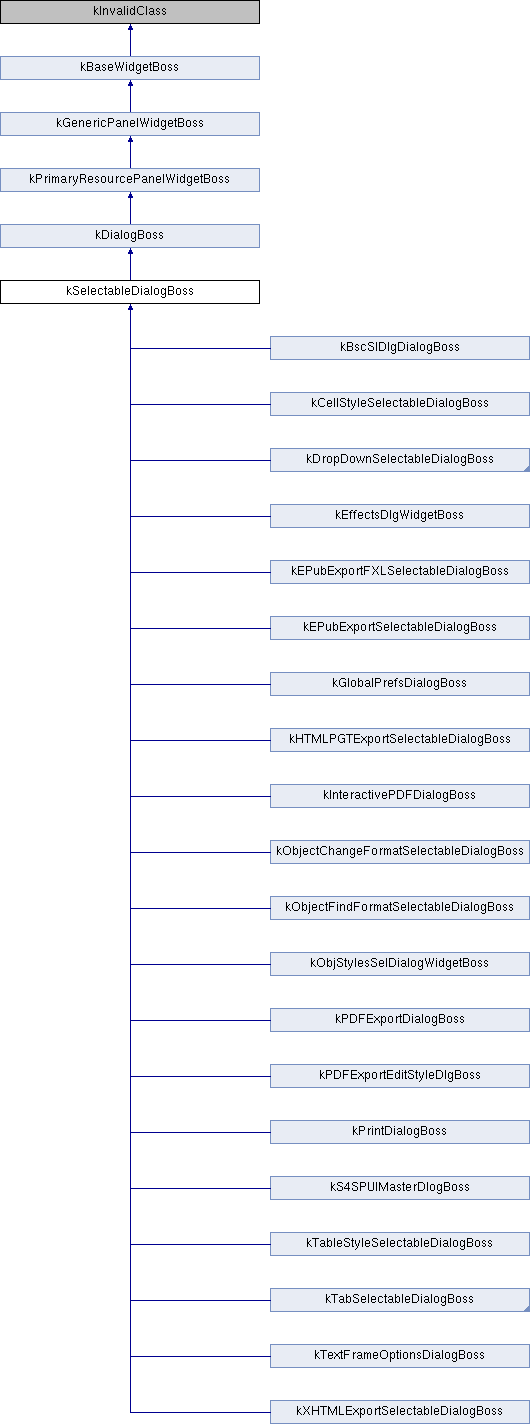 kInvalidClass
kBaseWidgetBoss
kGenericPanelWidgetBoss
kPrimaryResourcePanelWidgetBoss
kDialogBoss
kSelectableDialogBoss
kBscSlDlgDialogBoss
kCellStyleSelectableDialogBoss
kDropDownSelectableDialogBoss
kEffectsDlgWidgetBoss
kEPubExportFXLSelectableDialogBoss
kEPubExportSelectableDialogBoss
kGlobalPrefsDialogBoss
kHTMLPGTExportSelectableDialogBoss
kInteractivePDFDialogBoss
kObjectChangeFormatSelectableDialogBoss
kObjectFindFormatSelectableDialogBoss
kObjStylesSelDialogWidgetBoss
kPDFExportDialogBoss
kPDFExportEditStyleDlgBoss
kPrintDialogBoss
kS4SPUIMasterDlogBoss
kTableStyleSelectableDialogBoss
kTabSelectableDialogBoss
kTextFrameOptionsDialogBoss
kXHTMLExportSelectableDialogBoss